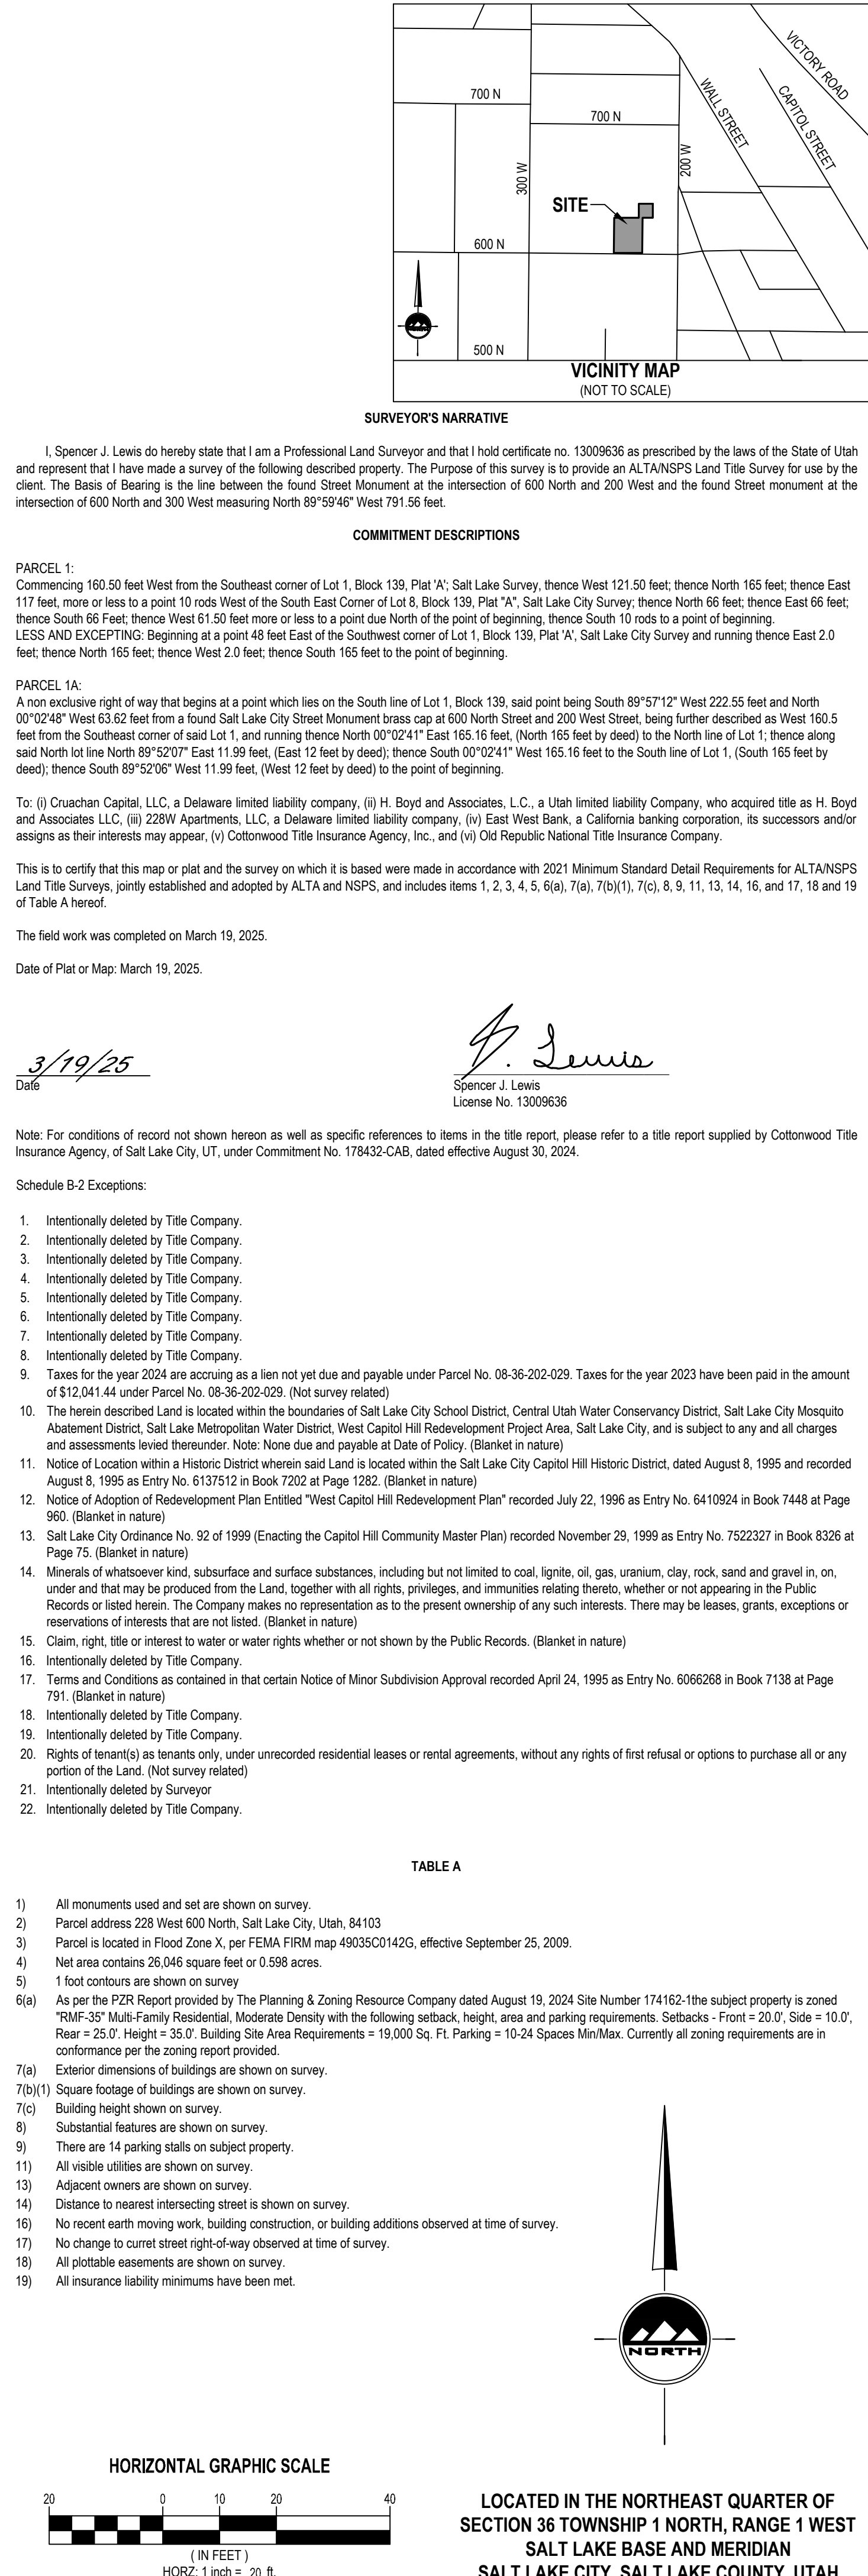 VICTORY ROAD
WALL STREET
CAPITOL STREET
700 N
700 N
300 W
200 W
SITE
600 N
NORTH
500 N
VICINITY MAP
(NOT TO SCALE)
SURVEYOR'S NARRATIVE
I, Spencer J. Lewis do hereby state that I am a Professional Land Surveyor and that I hold certificate no. 13009636 as prescribed by the laws of the State of Utah
and represent that I have made a survey of the following described property. The Purpose of this survey is to provide an ALTA/NSPS Land Title Survey for use by the
client. The Basis of Bearing is the line between the found Street Monument at the intersection of 600 North and 200 West and the found Street monument at the
intersection of 600 North and 300 West measuring North 89°59'46" West 791.56 feet.
COMMITMENT DESCRIPTIONS
PARCEL 1:
Commencing 160.50 feet West from the Southeast corner of Lot 1, Block 139, Plat 'A'; Salt Lake Survey, thence West 121.50 feet; thence North 165 feet; thence East
117 feet, more or less to a point 10 rods West of the South East Corner of Lot 8, Block 139, Plat "A", Salt Lake City Survey; thence North 66 feet; thence East 66 feet;
thence South 66 Feet; thence West 61.50 feet more or less to a point due North of the point of beginning, thence South 10 rods to a point of beginning.
LESS AND EXCEPTING: Beginning at a point 48 feet East of the Southwest corner of Lot 1, Block 139, Plat 'A', Salt Lake City Survey and running thence East 2.0
feet; thence North 165 feet; thence West 2.0 feet; thence South 165 feet to the point of beginning.
PARCEL 1A:
A non exclusive right of way that begins at a point which lies on the South line of Lot 1, Block 139, said point being South 89°57'12" West 222.55 feet and North
00°02'48" West 63.62 feet from a found Salt Lake City Street Monument brass cap at 600 North Street and 200 West Street, being further described as West 160.5
feet from the Southeast corner of said Lot 1, and running thence North 00°02'41" East 165.16 feet, (North 165 feet by deed) to the North line of Lot 1; thence along
said North lot line North 89°52'07" East 11.99 feet, (East 12 feet by deed); thence South 00°02'41" West 165.16 feet to the South line of Lot 1, (South 165 feet by
deed); thence South 89°52'06" West 11.99 feet, (West 12 feet by deed) to the point of beginning.
To: (i) Cruachan Capital, LLC, a Delaware limited liability company, (ii) H. Boyd and Associates, L.C., a Utah limited liability Company, who acquired title as H. Boyd
and Associates LLC, (iii) 228W Apartments, LLC, a Delaware limited liability company, (iv) East West Bank, a California banking corporation, its successors and/or
assigns as their interests may appear, (v) Cottonwood Title Insurance Agency, Inc., and (vi) Old Republic National Title Insurance Company.
This is to certify that this map or plat and the survey on which it is based were made in accordance with 2021 Minimum Standard Detail Requirements for ALTA/NSPS
Land Title Surveys, jointly established and adopted by ALTA and NSPS, and includes items 1, 2, 3, 4, 5, 6(a), 7(a), 7(b)(1), 7(c), 8, 9, 11, 13, 14, 16, and 17, 18 and 19
of Table A hereof.
The field work was completed on March 19, 2025.
Date of Plat or Map: March 19, 2025.
3/19/25
Date
J. Lewis
Spencer J. Lewis
License No. 13009636
Note: For conditions of record not shown hereon as well as specific references to items in the title report, please refer to a title report supplied by Cottonwood Title
Insurance Agency, of Salt Lake City, UT, under Commitment No. 178432-CAB, dated effective August 30, 2024.
Schedule B-2 Exceptions:
1. Intentionally deleted by Title Company.
2. Intentionally deleted by Title Company.
3. Intentionally deleted by Title Company.
4. Intentionally deleted by Title Company.
5. Intentionally deleted by Title Company.
6. Intentionally deleted by Title Company.
7. Intentionally deleted by Title Company.
8. Intentionally deleted by Title Company.
9. Taxes for the year 2024 are accruing as a lien not yet due and payable under Parcel No. 08-36-202-029. Taxes for the year 2023 have been paid in the amount
of $12,041.44 under Parcel No. 08-36-202-029. (Not survey related)
10. The herein described Land is located within the boundaries of Salt Lake City School District, Central Utah Water Conservancy District, Salt Lake City Mosquito
Abatement District, Salt Lake Metropolitan Water District, West Capitol Hill Redevelopment Project Area, Salt Lake City, and is subject to any and all charges
and assessments levied thereunder. Note: None due and payable at Date of Policy. (Blanket in nature)
11. Notice of Location within a Historic District wherein said Land is located within the Salt Lake City Capitol Hill Historic District, dated August 8, 1995 and recorded
August 8, 1995 as Entry No. 6137512 in Book 7202 at Page 1282. (Blanket in nature)
12. Notice of Adoption of Redevelopment Plan Entitled "West Capitol Hill Redevelopment Plan" recorded July 22, 1996 as Entry No. 6410924 in Book 7448 at Page
960. (Blanket in nature)
13. Salt Lake City Ordinance No. 92 of 1999 (Enacting the Capitol Hill Community Master Plan) recorded November 29, 1999 as Entry No. 7522327 in Book 8326 at
Page 75. (Blanket in nature)
14. Minerals of whatsoever kind, subsurface and surface substances, including but not limited to coal, lignite, oil, gas, uranium, clay, rock, sand and gravel in, on,
under and that may be produced from the Land, together with all rights, privileges, and immunities relating thereto, whether or not appearing in the Public
Records or listed herein. The Company makes no representation as to the present ownership of any such interests. There may be leases, grants, exceptions or
reservations of interests that are not listed. (Blanket in nature)
15. Claim, right, title or interest to water or water rights whether or not shown by the Public Records. (Blanket in nature)
16. Intentionally deleted by Title Company.
17. Terms and Conditions as contained in that certain Notice of Minor Subdivision Approval recorded April 24, 1995 as Entry No. 6066268 in Book 7138 at Page
791. (Blanket in nature)
18. Intentionally deleted by Title Company.
19. Intentionally deleted by Title Company.
20. Rights of tenant(s) as tenants only, under unrecorded residential leases or rental agreements, without any rights of first refusal or options to purchase all or any
portion of the Land. (Not survey related)
21. Intentionally deleted by Surveyor
22. Intentionally deleted by Title Company.
TABLE A
1) All monuments used and set are shown on survey.
2) Parcel address 228 West 600 North, Salt Lake City, Utah, 84103
3) Parcel is located in Flood Zone X, per FEMA FIRM map 49035C0142G, effective September 25, 2009.
4) Net area contains 26,046 square feet or 0.598 acres.
5) 1 foot contours are shown on survey
6(a) As per the PZR Report provided by The Planning & Zoning Resource Company dated August 19, 2024 Site Number 174162-1the subject property is zoned
"RMF-35" Multi-Family Residential, Moderate Density with the following setback, height, area and parking requirements. Setbacks - Front = 20.0', Side = 10.0',
Rear = 25.0'. Height = 35.0'. Building Site Area Requirements = 19,000 Sq. Ft. Parking = 10-24 Spaces Min/Max. Currently all zoning requirements are in
conformance per the zoning report provided.
7(a) Exterior dimensions of buildings are shown on survey.
7(b)(1) Square footage of buildings are shown on survey.
7(c) Building height shown on survey.
8) Substantial features are shown on survey.
9) There are 14 parking stalls on subject property.
11) All visible utilities are shown on survey.
13) Adjacent owners are shown on survey.
14) Distance to nearest intersecting street is shown on survey.
16) No recent earth moving work, building construction, or building additions observed at time of survey.
17) No change to curret street right-of-way observed at time of survey.
18) All plottable easements are shown on survey.
19) All insurance liability minimums have been met.
NORTH
HORIZONTAL GRAPHIC SCALE
20 0 10 20 40
( IN FEET )
HORZ: 1 inch = 20 ft.
LOCATED IN THE NORTHEAST QUARTER OF
SECTION 36 TOWNSHIP 1 NORTH, RANGE 1 WEST
SALT LAKE BASE AND MERIDIAN
SALT LAKE CITY, SALT LAKE COUNTY, UTAH